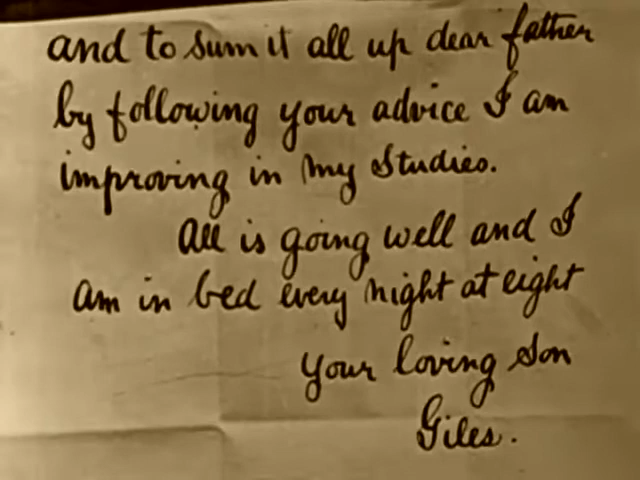 and to sum it all up dear father
by following your advice I am
improving in my studies.
All is going well and I
am in bed every night at eight
your loving son
Giles.